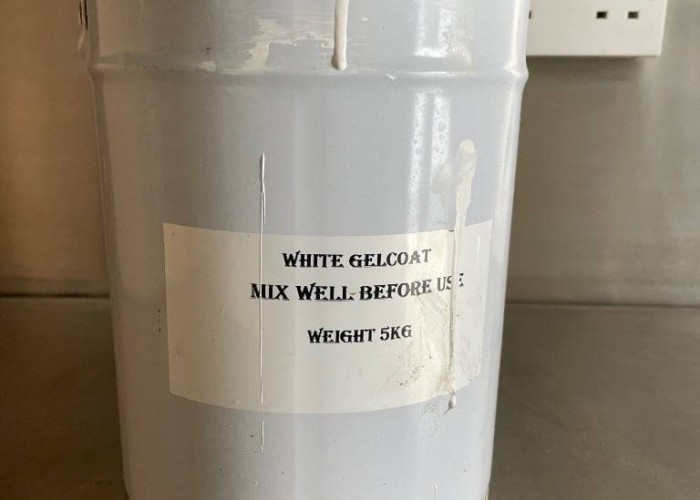 WHITE GELCOAT
MIX WELL BEFORE USE
WEIGHT 5KG